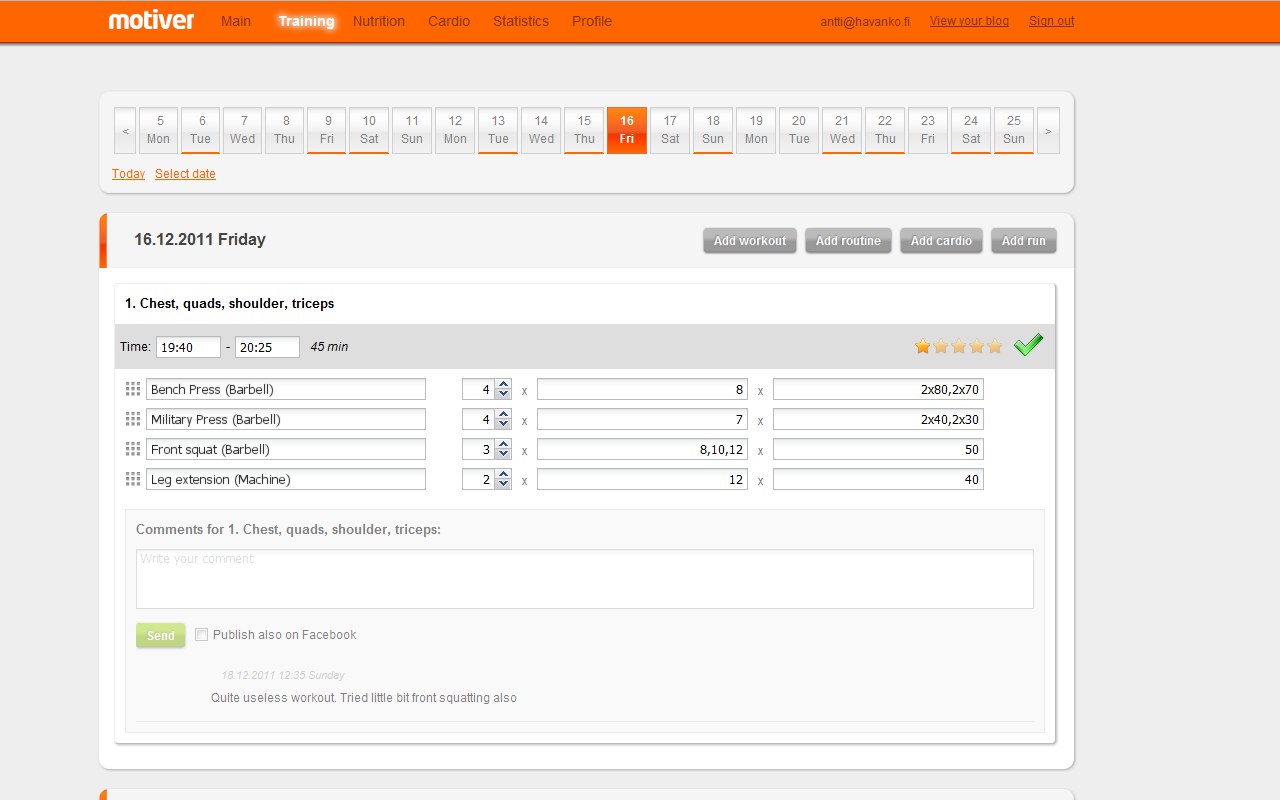 motiver Main Training Nutrition Cardio Statistics Profile antti@havanko.fi View your blog Sign out
< 5 6 7 8 9 10 11 12 13 14 15 16 17 18 19 20 21 22 23 24 25 >
Mon Tue Wed Thu Fri Sat Sun Mon Tue Wed Thu Fri Sat Sun Mon Tue Wed Thu Fri Sat Sun
Today Select date
16.12.2011 Friday Add workout Add routine Add cardio Add run
1. Chest, quads, shoulder, triceps
Time: 19:40 - 20:25 45 min
Bench Press (Barbell) 4 x 8 x 2x80,2x70
Military Press (Barbell) 4 x 7 x 2x40,2x30
Front squat (Barbell) 3 x 8,10,12 x 50
Leg extension (Machine) 2 x 12 x 40
Comments for 1. Chest, quads, shoulder, triceps:
Write your comment
Send Publish also on Facebook
18.12.2011 12:35 Sunday
Quite useless workout. Tried little bit front squatting also